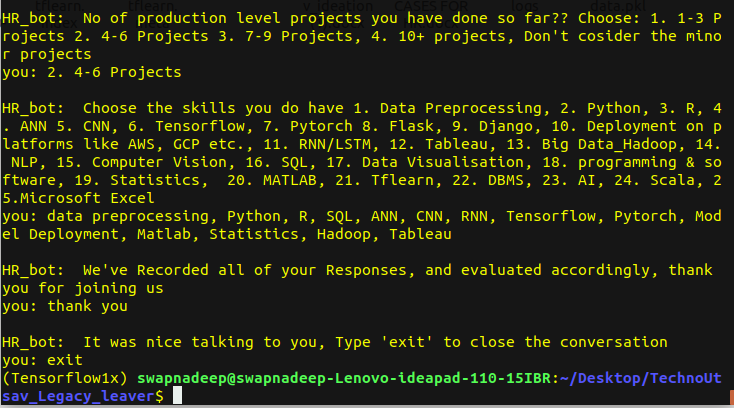 HR_bot:  No of production level projects you have done so far?? Choose: 1. 1-3 P
rojects 2. 4-6 Projects 3. 7-9 Projects, 4. 10+ projects, Don't cosider the mino
r projects
you: 2. 4-6 Projects
HR_bot:  Choose the skills you do have 1. Data Preprocessing, 2. Python, 3. R, 4
. ANN 5. CNN, 6. Tensorflow, 7. Pytorch 8. Flask, 9. Django, 10. Deployment on p
latforms like AWS, GCP etc., 11. RNN/LSTM, 12. Tableau, 13. Big Data_Hadoop, 14.
 NLP, 15. Computer Vision, 16. SQL, 17. Data Visualisation, 18. programming & so
ftware, 19. Statistics,  20. MATLAB, 21. Tflearn, 22. DBMS, 23. AI, 24. Scala, 2
5.Microsoft Excel
you: data preprocessing, Python, R, SQL, ANN, CNN, RNN, Tensorflow, Pytorch, Mod
el Deployment, Matlab, Statistics, Hadoop, Tableau
HR_bot:  We've Recorded all of your Responses, and evaluated accordingly, thank
you for joining us
you: thank you
HR_bot:  It was nice talking to you, Type 'exit' to close the conversation
you: exit
(Tensorflow1x) swapnadeep@swapnadeep-Lenovo-ideapad-110-15IBR:~/Desktop/TechnoUt
sav_Legacy_leaver$